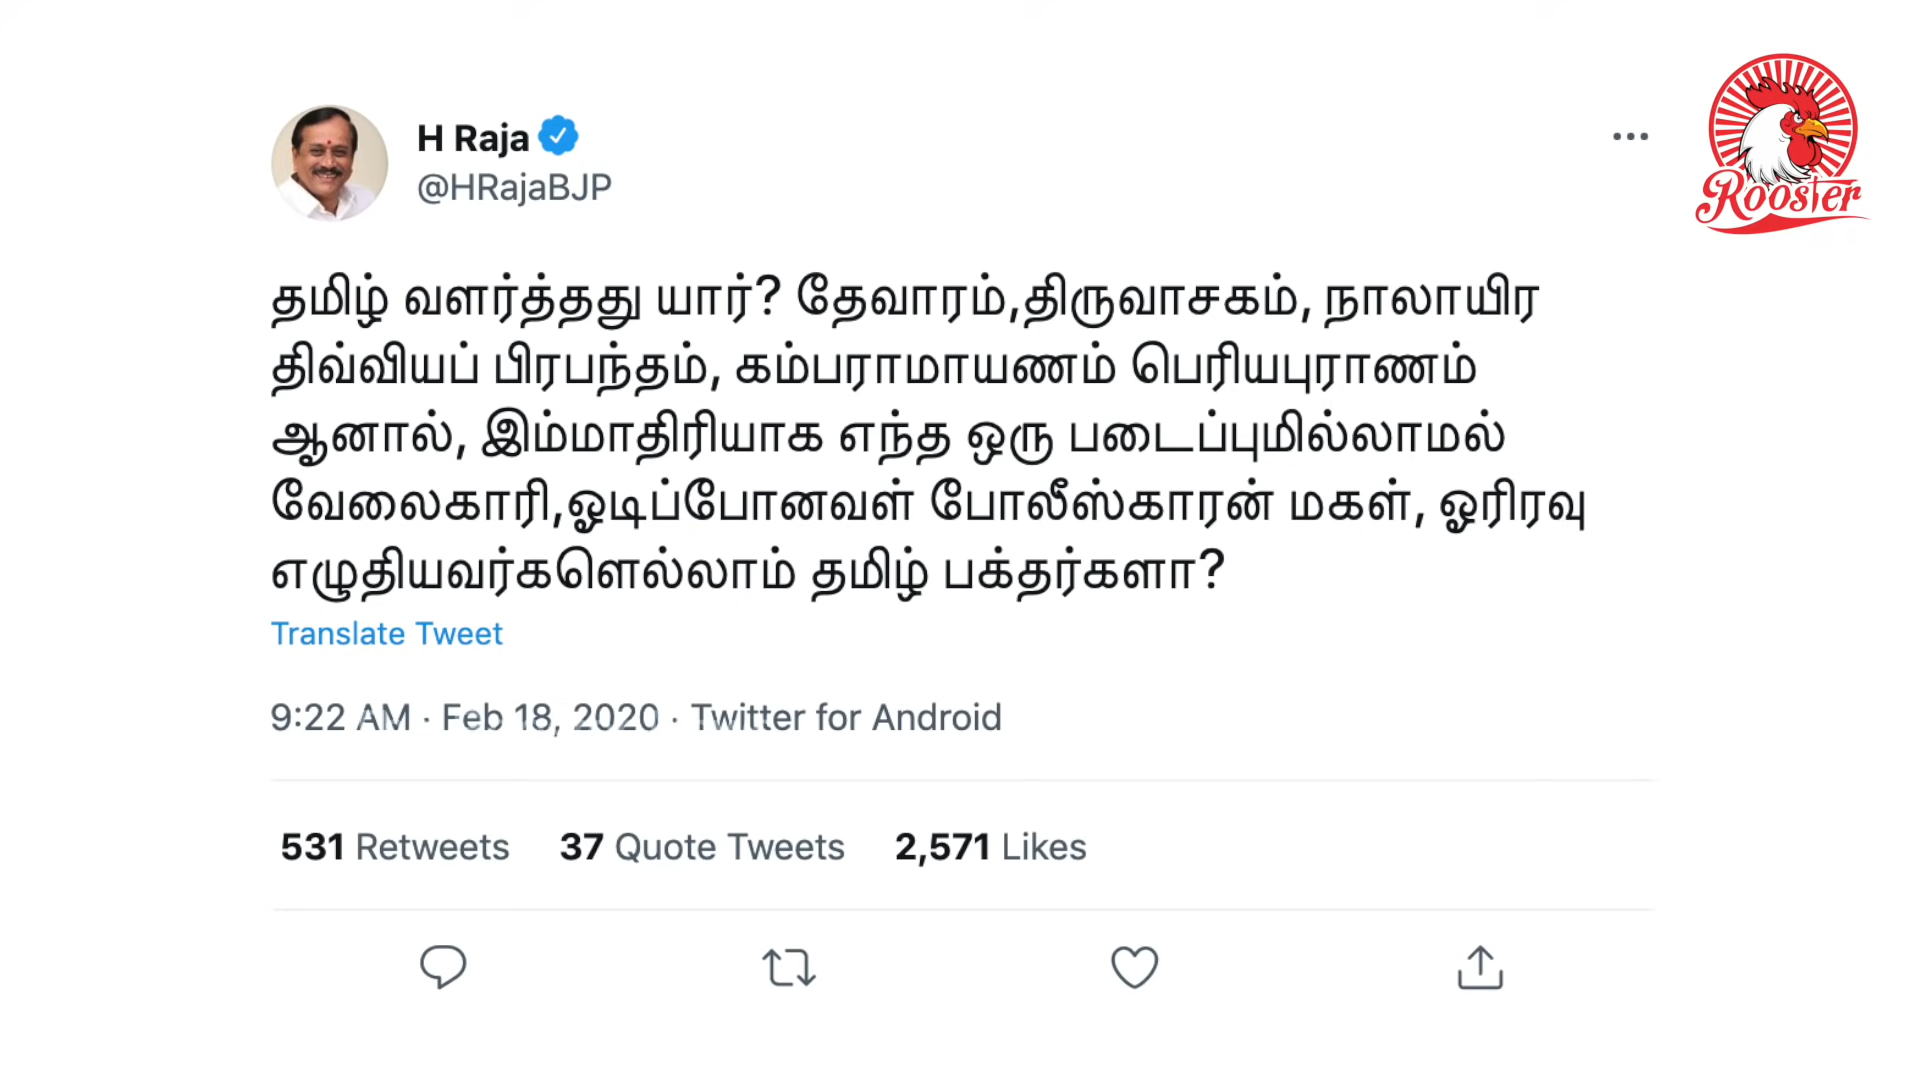 H Raja
@HRajaBJP
Rooster
தமிழ் வளர்த்தது யார்? தேவாரம்,திருவாசகம், நாலாயிர
திவ்வியப் பிரபந்தம், கம்பராமாயணம் பெரியபுராணம்
ஆனால், இம்மாதிரியாக எந்த ஒரு படைப்புமில்லாமல்
வேலைகாரி,ஓடிப்போனவள் போலீஸ்காரன் மகள், ஓரிரவு
எழுதியவர்களெல்லாம் தமிழ் பக்தர்களா?
Translate Tweet
9:22 AM · Feb 18, 2020 · Twitter for Android
531 Retweets 37 Quote Tweets 2,571 Likes